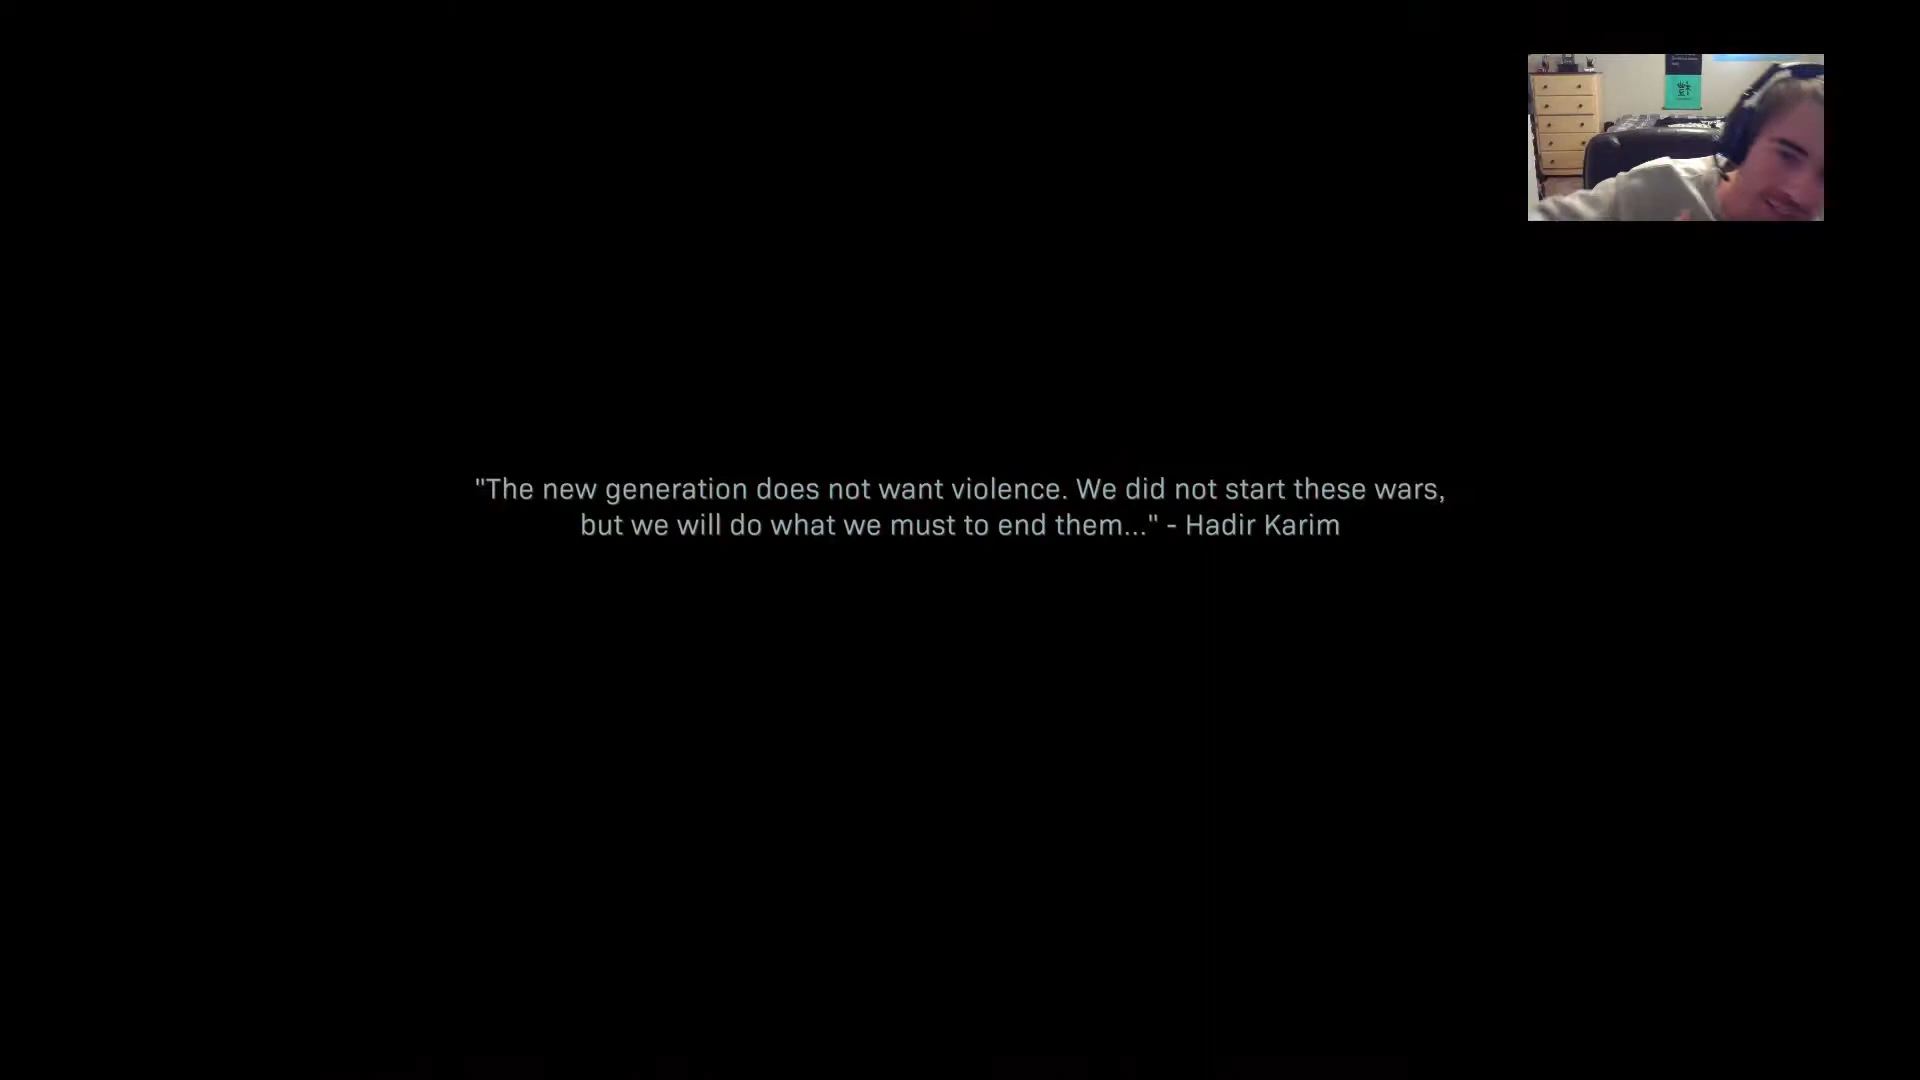 "The new generation does not want violence. We did not start these wars,
but we will do what we must to end them..." - Hadir Karim